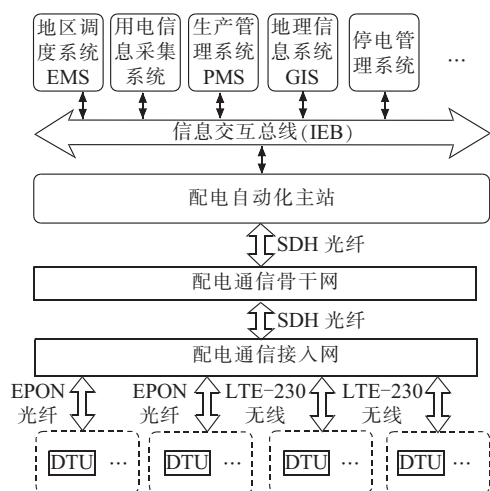 地区调 用电信 生产管 地理信 停电管
度系统 息采集 理系统 息系统 理系统 …
EMS 系统 PMS GIS
信息交互总线(IEB)
配电自动化主站
SDH 光纤
配电通信骨干网
SDH 光纤
配电通信接入网
EPON EPON LTE-230 LTE-230
光纤 光纤 无线 无线
DTU … DTU … DTU … DTU …